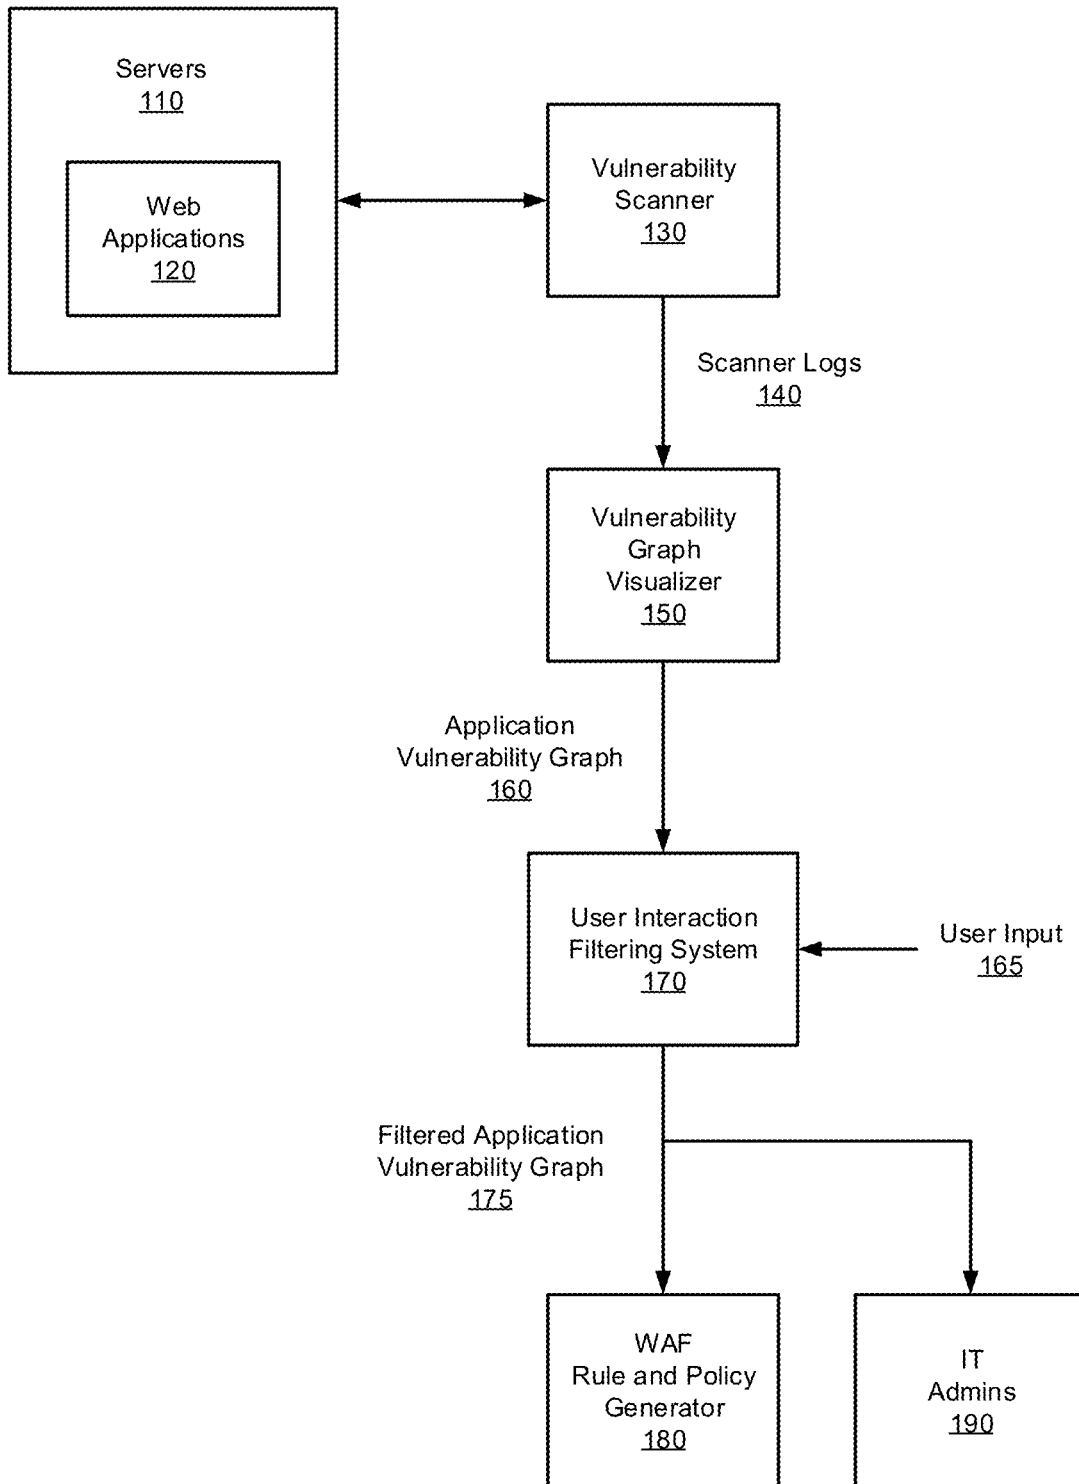 Servers
110
Web
Applications
120
Vulnerability
Scanner
130
Scanner Logs
140
Vulnerability
Graph
Visualizer
150
Application
Vulnerability Graph
160
User Interaction
Filtering System
170
User Input
165
Filtered Application
Vulnerability Graph
175
WAF
Rule and Policy
Generator
180
IT
Admins
190